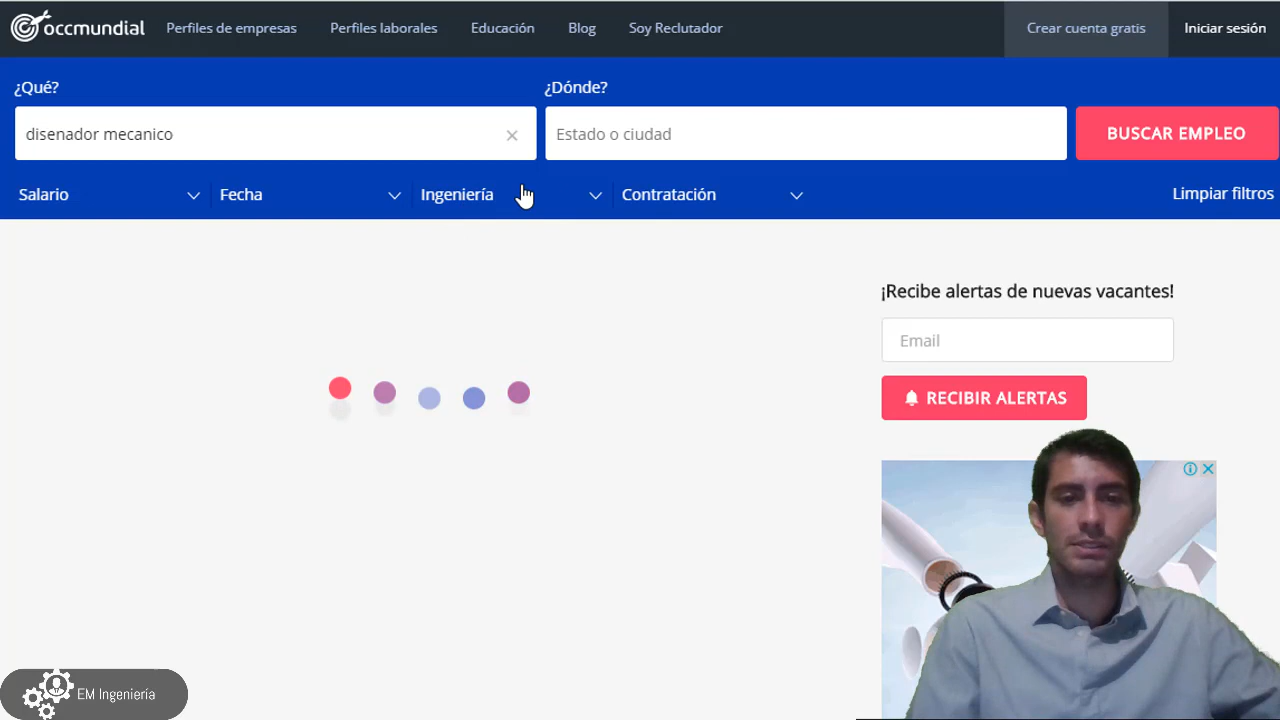 occmundial
Perfiles de empresas
Perfiles laborales
Educación
Blog
Soy Reclutador
Crear cuenta gratis
Iniciar sesión
¿Qué?
¿Dónde?
disenador mecanico
Estado o ciudad
BUSCAR EMPLEO
Salario
Fecha
Ingeniería
Contratación
Limpiar filtros
¡Recibe alertas de nuevas vacantes!
Email
RECIBIR ALERTAS
EM Ingeniería